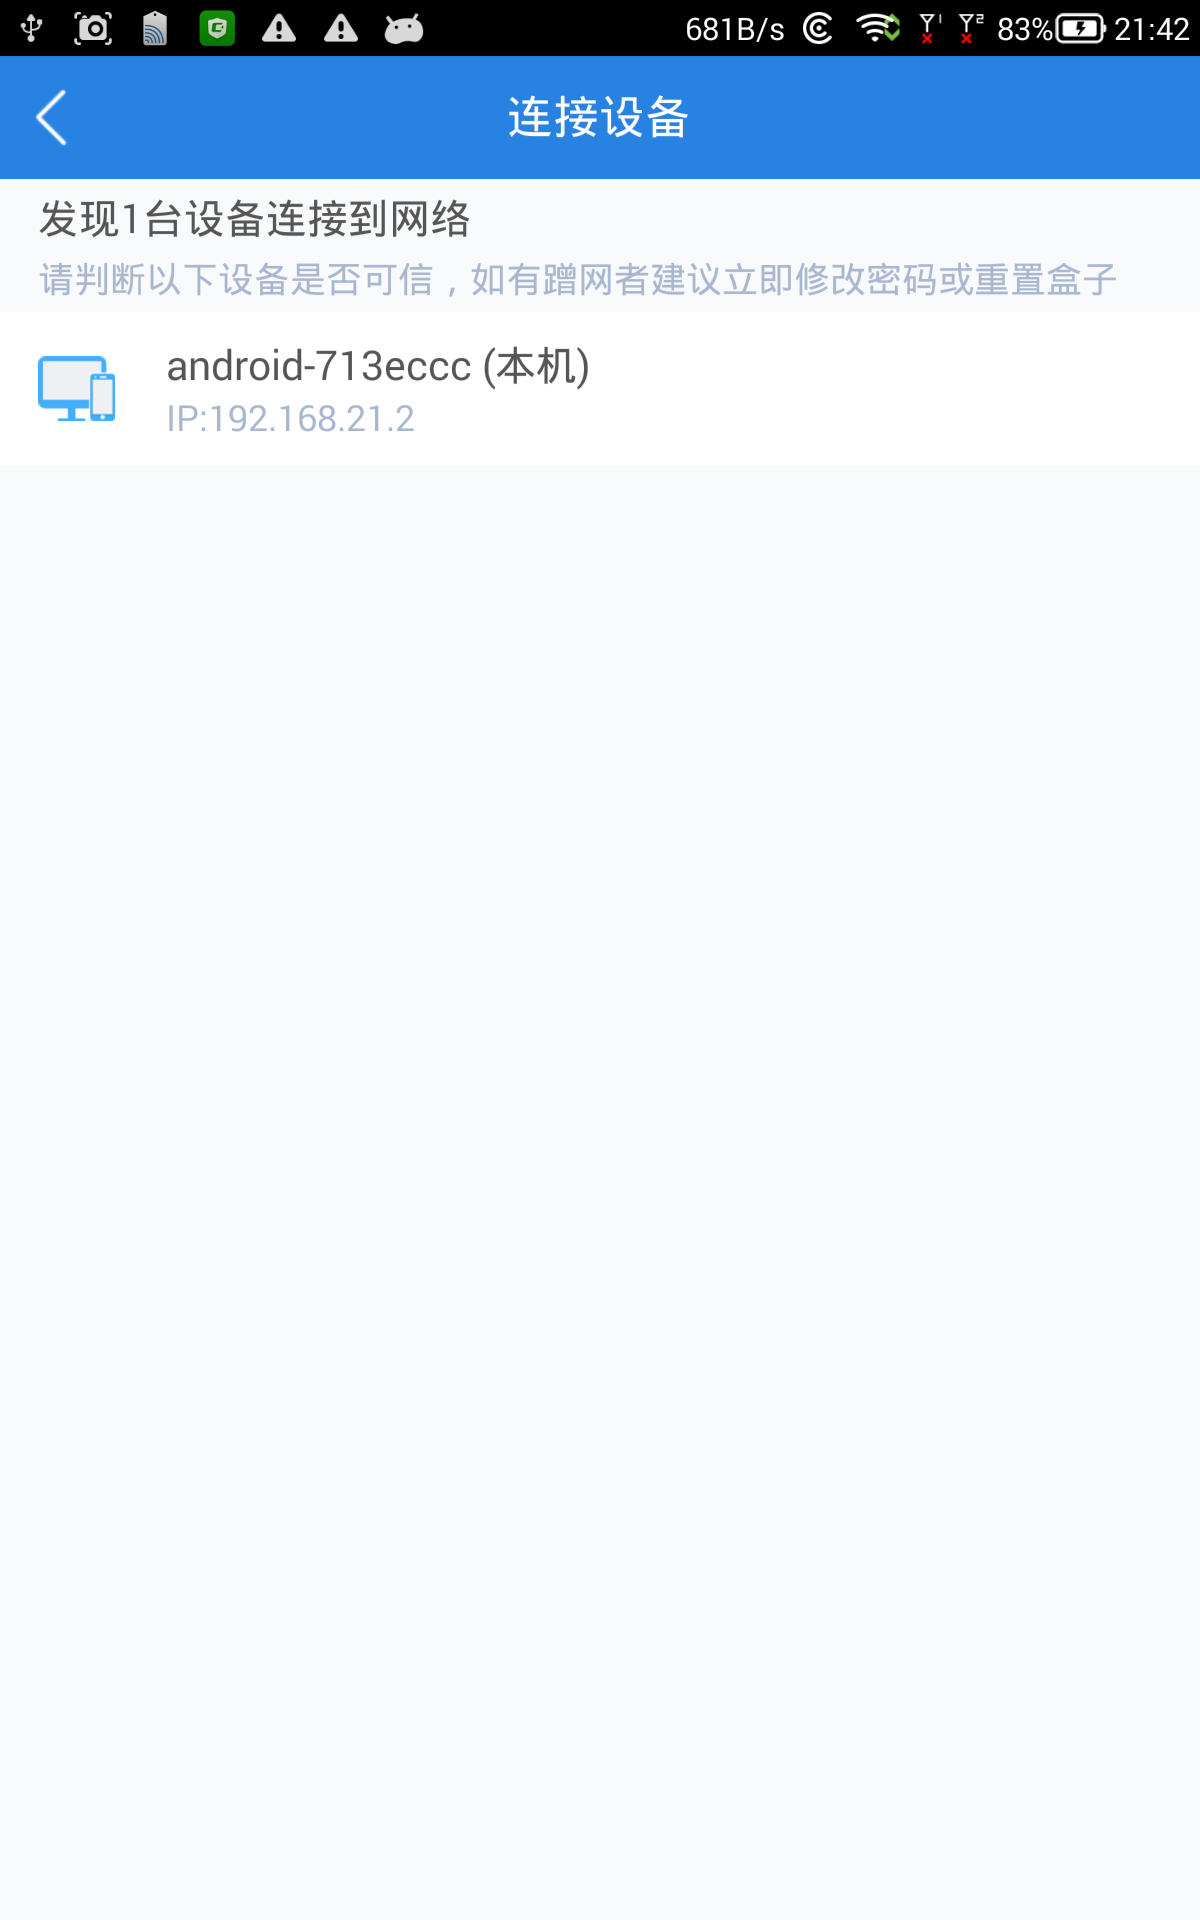 681B/s 83% 21:42
连接设备
发现1台设备连接到网络
请判断以下设备是否可信，如有蹭网者建议立即修改密码或重置盒子
android-713eccc (本机)
IP:192.168.21.2